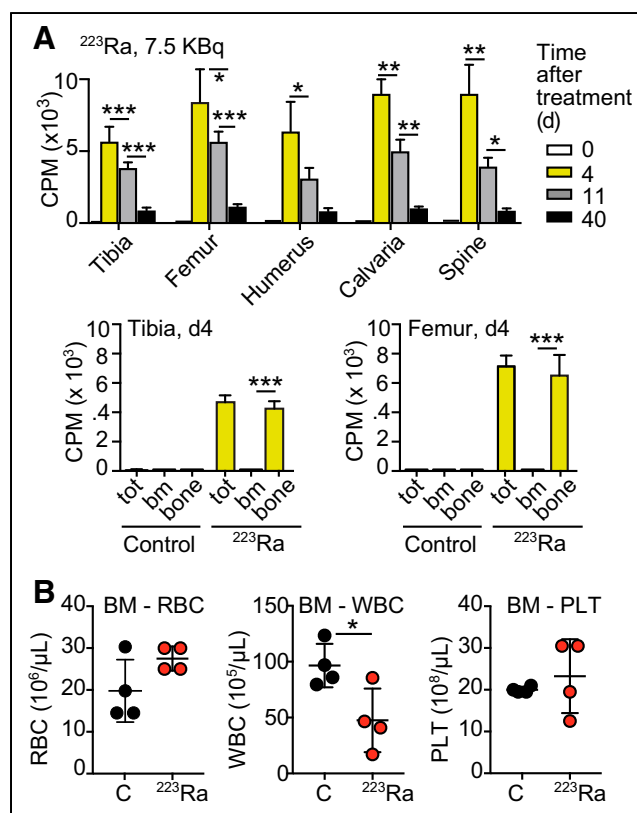 A
²²³Ra, 7.5 KBq
CPM (x10³)
10
5
0
*** *** * *** * ** ** ** *
Tibia Femur Humerus Calvaria Spine
Time
after
treatment
(d)
0
4
11
40
Tibia, d4
CPM (x 10³)
10
8
6
.4
2
0
***
tot bm bone tot bm bone
Control ²²³Ra
Femur, d4
CPM (x 10³)
10
8
6
.4
2
0
***
tot bm bone tot bm bone
Control ²²³Ra
B
BM - RBC
RBC (10⁶/µL)
40
30
20
10
0
C ²²³Ra
BM - WBC
WBC (10⁵/µL)
150
100
50
0
*
C ²²³Ra
BM - PLT
PLT (10⁸/µL)
40
30
20
10
0
C ²²³Ra